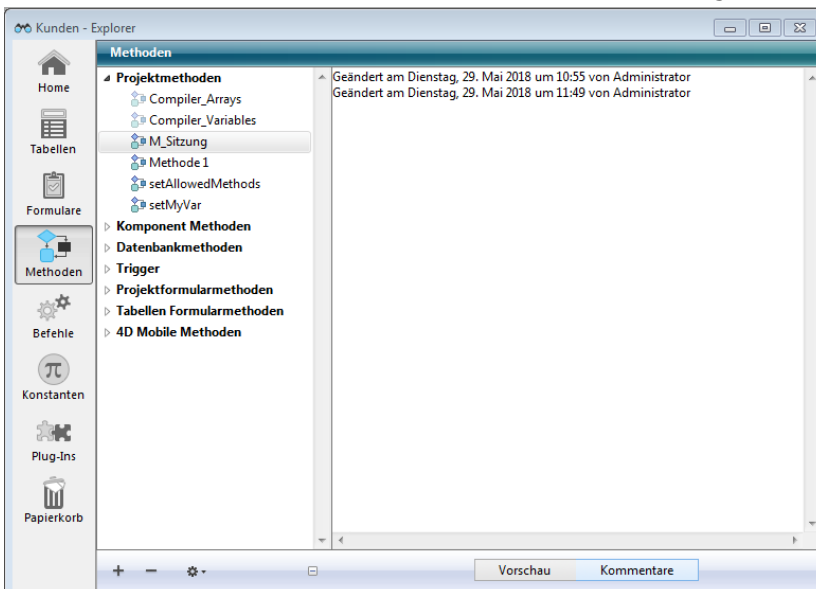 Kunden - Explorer
Home
Tabellen
Formulare
Methoden
Befehle
π
Konstanten
Plug-Ins
Papierkorb
Methoden
Projektmethoden
Compiler_Arrays
Compiler_Variables
M_Sitzung
Methode 1
setAllowedMethods
setMyVar
Komponent Methoden
Datenbankmethoden
Trigger
Projektformularmethoden
Tabellen Formularmethoden
4D Mobile Methoden
Geändert am Dienstag, 29. Mai 2018 um 10:55 von Administrator
Geändert am Dienstag, 29. Mai 2018 um 11:49 von Administrator
Vorschau
Kommentare